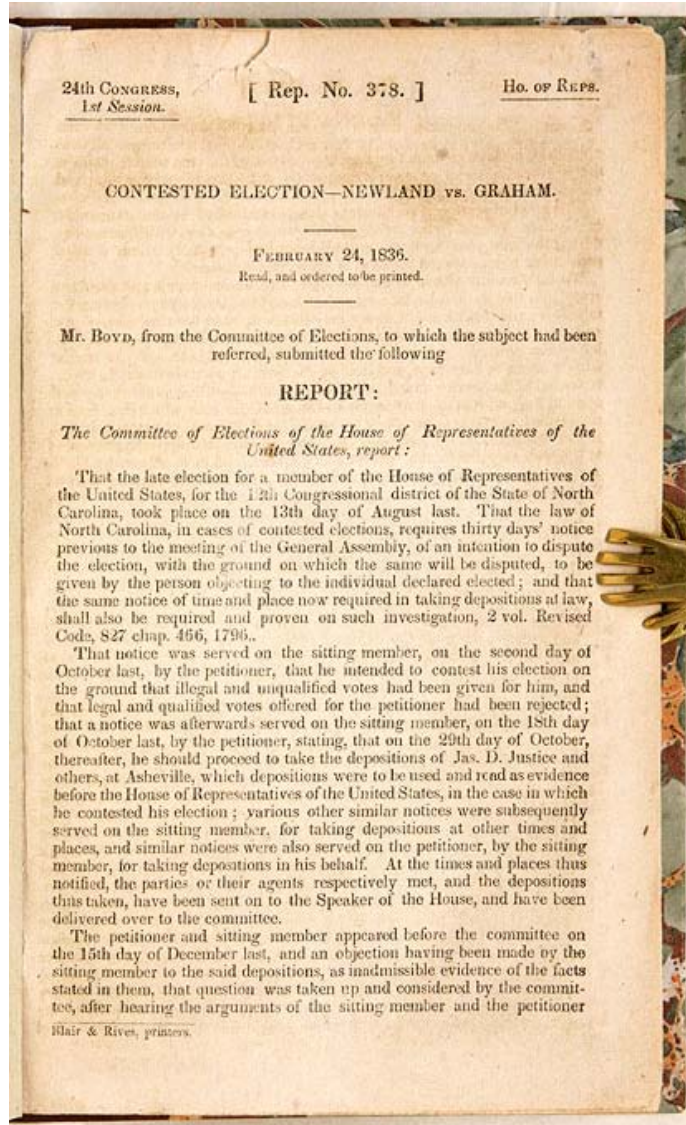 24th CONGRESS,
1st Session.
[ Rep. No. 378. ]
HO. OF REPS.
CONTESTED ELECTION—NEWLAND vs. GRAHAM.
FEBRUARY 24, 1836.
Read, and ordered to be printed.
Mr. BOYD, from the Committee of Elections, to which the subject had been
referred, submitted the following
REPORT:
The Committee of Elections of the House of Representatives of the
United States, report:
That the late election for a member of the House of Representatives of
the United States, for the 12th Congressional district of the State of North
Carolina, took place on the 13th day of August last. That the law of
North Carolina, in cases of contested elections, requires thirty days' notice
previous to the meeting of the General Assembly, of an intention to dispute
the election, with the ground on which the same will be disputed, to be
given by the person objecting to the individual declared elected; and that
the same notice of time and place now required in taking depositions at law,
shall also be required and proven on such investigation, 2 vol. Revised
Code, 827 chap. 466, 1796..
That notice was served on the sitting member, on the second day of
October last, by the petitioner, that he intended to contest his election on
the ground that illegal and unqualified votes had been given for him, and
that legal and qualified votes offered for the petitioner had been rejected;
that a notice was afterwards served on the sitting member, on the 18th day
of October last, by the petitioner, stating, that on the 29th day of October,
thereafter, he should proceed to take the depositions of Jas. D. Justice and
others, at Asheville, which depositions were to be used and read as evidence
before the House of Representatives of the United States, in the case in which
he contested his election; various other similar notices were subsequently
served on the sitting member, for taking depositions at other times and
places, and similar notices were also served on the petitioner, by the sitting
member, for taking depositions in his behalf. At the times and places thus
notified, the parties or their agents respectively met, and the depositions
thus taken, have been sent on to the Speaker of the House, and have been
delivered over to the committee.
The petitioner and sitting member appeared before the committee on
the 15th day of December last, and an objection having been made by the
sitting member to the said depositions, as inadmissible evidence of the facts
stated in them, that question was taken up and considered by the commit-
tee, after hearing the arguments of the sitting member and the petitioner
Blair & Rives, printers.